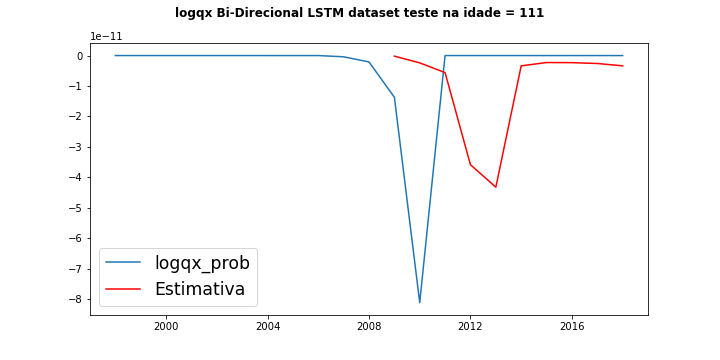 logqx Bi-Direcional LSTM dataset teste na idade = 111
1e−11
0
−1
−2
−3
−4
−5
−6
−7
−8
logqx_prob
Estimativa
2000 2004 2008 2012 2016